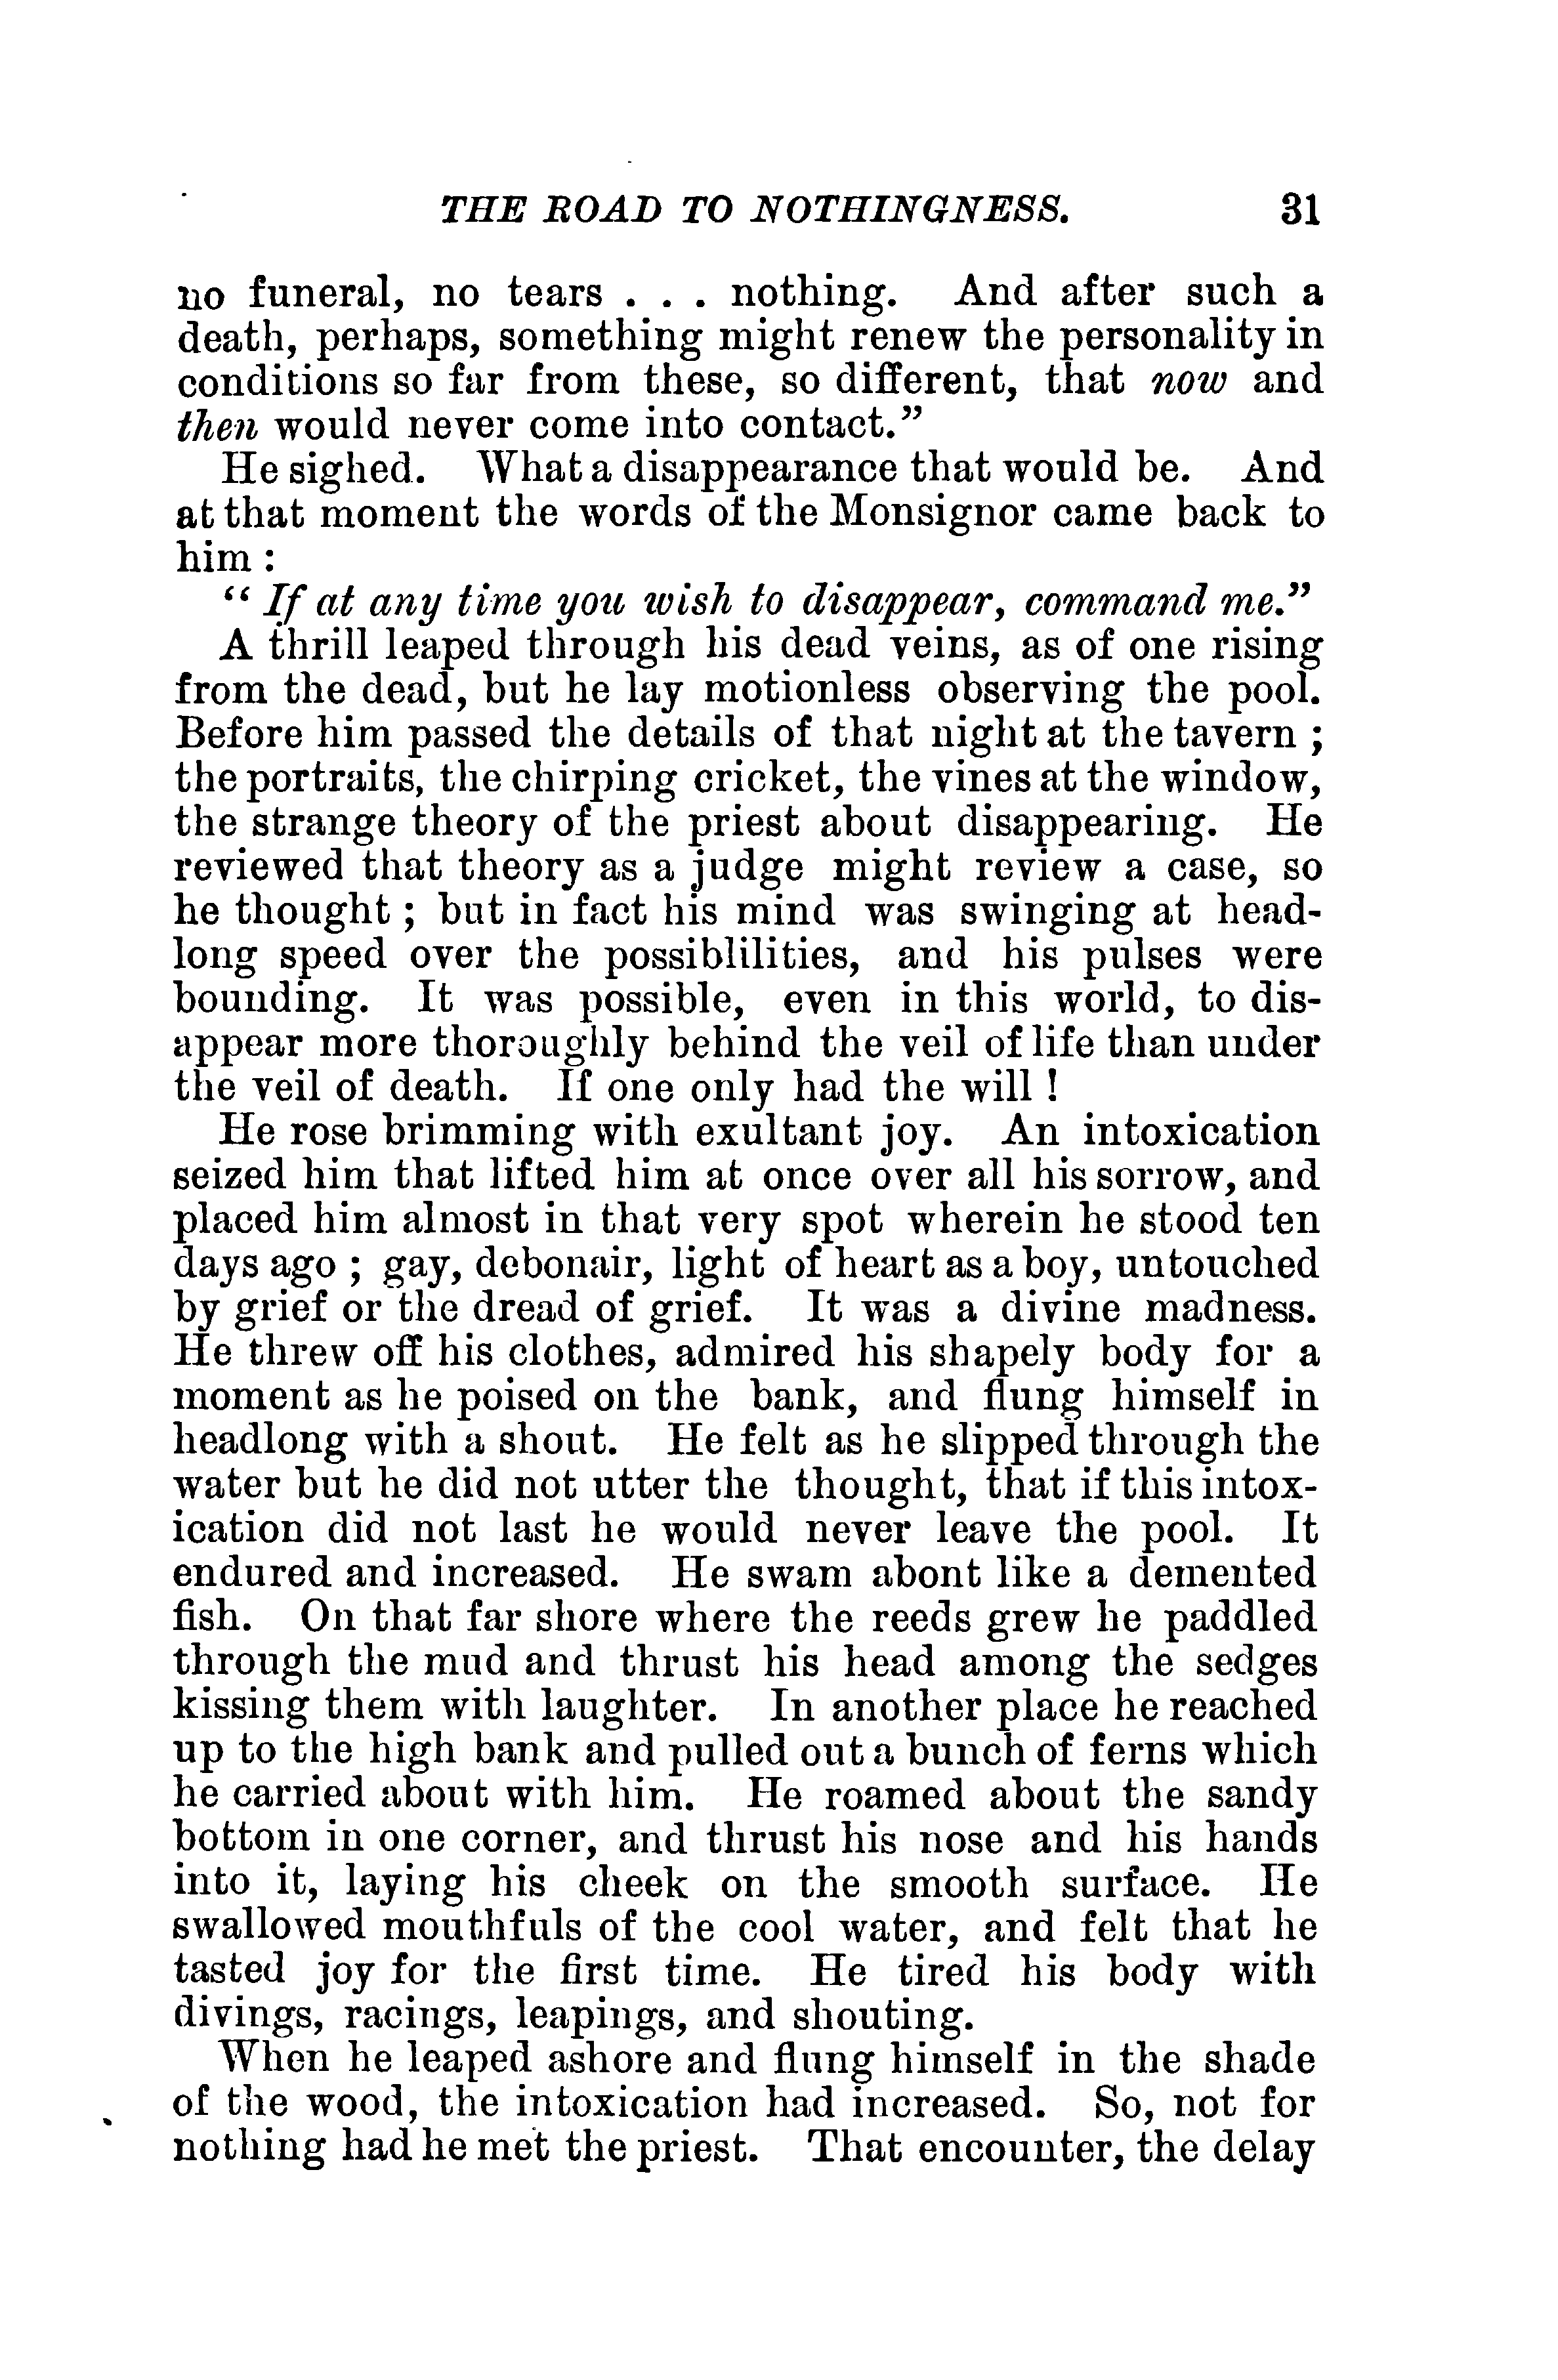 THE ROAD TO NOTHINGNESS. 31
no funeral, no tears . . . nothing. And after such a
death, perhaps, something might renew the personality in
conditions so far from these, so different, that now and
then would never come into contact.”
He sighed. What a disappearance that would be. And
at that moment the words of the Monsignor came back to
him :
“ If at any time you wish to disappear, command me.”
A thrill leaped through his dead veins, as of one rising
from the dead, but he lay motionless observing the pool.
Before him passed the details of that night at the tavern ;
the portraits, the chirping cricket, the vines at the window,
the strange theory of the priest about disappearing. He
reviewed that theory as a judge might review a case, so
he thought ; but in fact his mind was swinging at head-
long speed over the possiblilities, and his pulses were
bounding. It was possible, even in this world, to dis-
appear more thoroughly behind the veil of life than under
the veil of death. If one only had the will !
He rose brimming with exultant joy. An intoxication
seized him that lifted him at once over all his sorrow, and
placed him almost in that very spot wherein he stood ten
days ago ; gay, debonair, light of heart as a boy, untouched
by grief or the dread of grief. It was a divine madness.
He threw off his clothes, admired his shapely body for a
moment as he poised on the bank, and flung himself in
headlong with a shout. He felt as he slipped through the
water but he did not utter the thought, that if this intox-
ication did not last he would never leave the pool. It
endured and increased. He swam abont like a demented
fish. On that far shore where the reeds grew he paddled
through the mud and thrust his head among the sedges
kissing them with laughter. In another place he reached
up to the high bank and pulled out a bunch of ferns which
he carried about with him. He roamed about the sandy
bottom in one corner, and thrust his nose and his hands
into it, laying his cheek on the smooth surface. He
swallowed mouthfuls of the cool water, and felt that he
tasted joy for the first time. He tired his body with
divings, racings, leapings, and shouting.
When he leaped ashore and flung himself in the shade
of the wood, the intoxication had increased. So, not for
nothing had he met the priest. That encounter, the delay